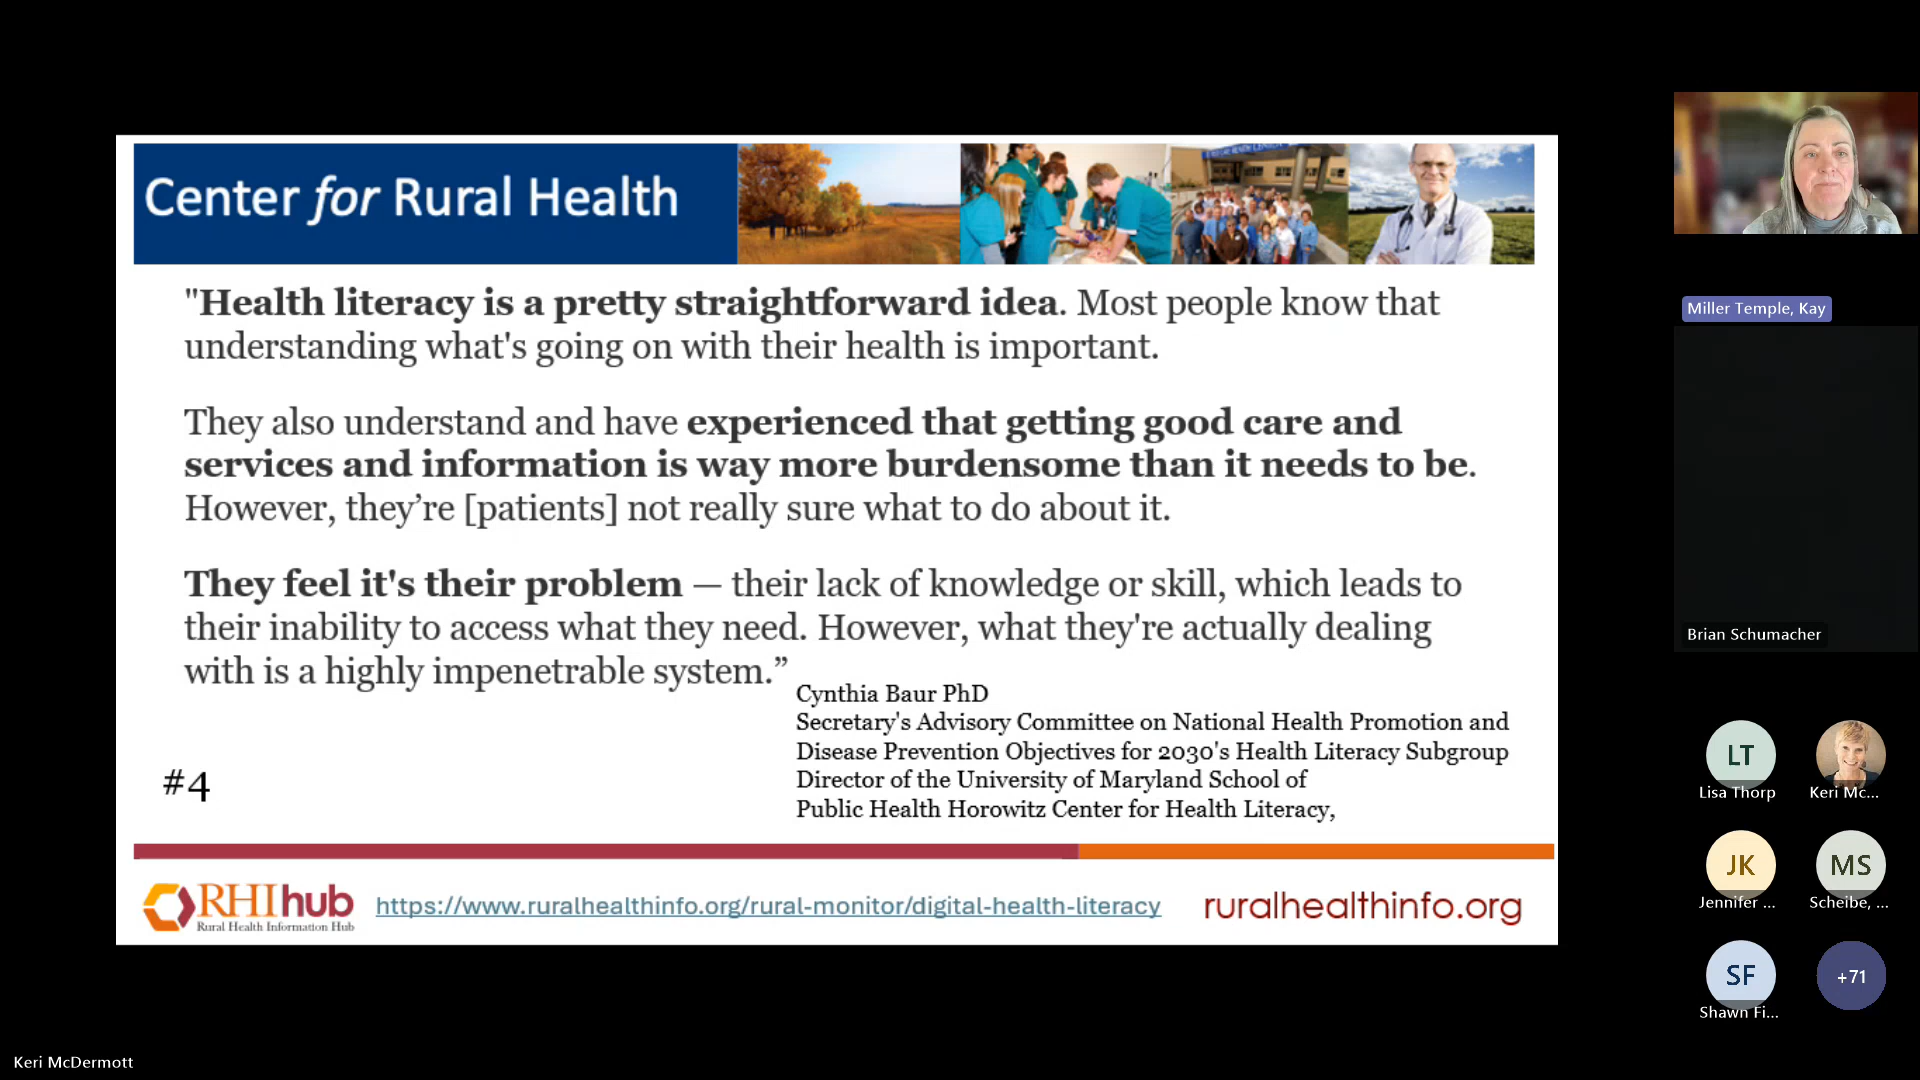 Center for Rural Health
"Health literacy is a pretty straightforward idea. Most people know that
understanding what's going on with their health is important.
They also understand and have experienced that getting good care and
services and information is way more burdensome than it needs to be.
However, they’re [patients] not really sure what to do about it.
They feel it's their problem — their lack of knowledge or skill, which leads to
their inability to access what they need. However, what they're actually dealing
with is a highly impenetrable system.”
Cynthia Baur PhD
Secretary's Advisory Committee on National Health Promotion and
Disease Prevention Objectives for 2030's Health Literacy Subgroup
Director of the University of Maryland School of
Public Health Horowitz Center for Health Literacy,
#4
RHIhub
Rural Health Information Hub
https://www.ruralhealthinfo.org/rural-monitor/digital-health-literacy
ruralhealthinfo.org
Miller Temple, Kay
Brian Schumacher
LT
Lisa Thorp
Keri Mc...
JK
Jennifer ...
MS
Scheibe, ...
SF
Shawn Fi...
+71
Keri McDermott